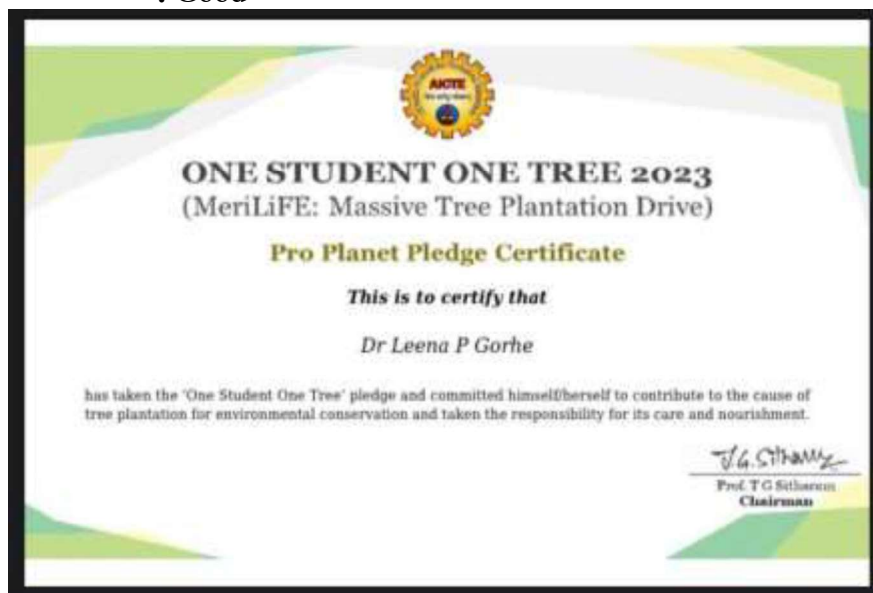 Good
AICTE
ONE STUDENT ONE TREE 2023
(MeriLiFE: Massive Tree Plantation Drive)
Pro Planet Pledge Certificate
This is to certify that
Dr Leena P Gorhe
has taken the 'One Student One Tree' pledge and committed himself/herself to contribute to the cause of
tree plantation for environmental conservation and taken the responsibility for its care and nourishment.
Prof. T G Sitharam
Chairman